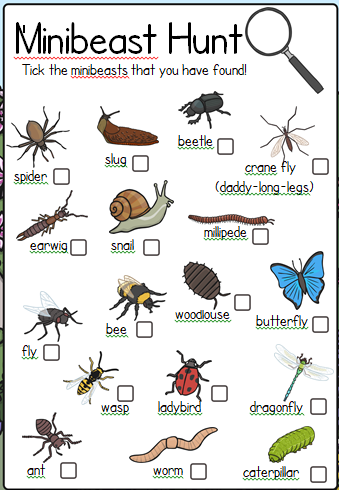 Minibeast Hunt
Tick the minibeasts that you have found!
spider
slug
beetle
crane fly
(daddy-long-legs)
earwig
snail
millipede
fly
bee
woodlouse
butterfly
wasp
ladybird
dragonfly
ant
worm
caterpillar